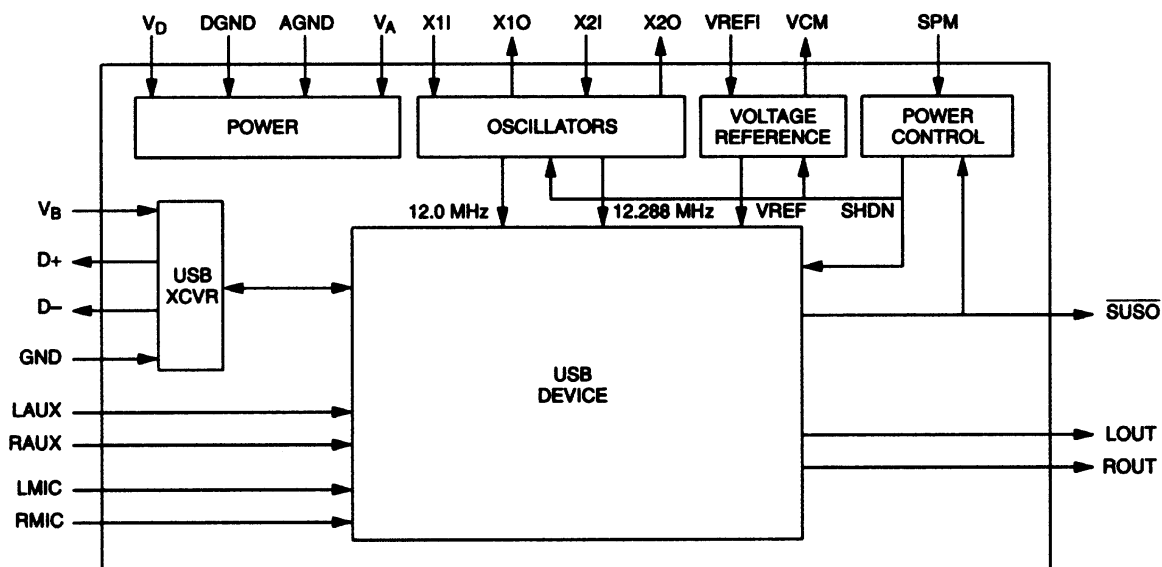 VD DGND AGND VA X1I X1O X2I X2O VREFI VCM SPM
POWER
OSCILLATORS
VOLTAGE
REFERENCE
POWER
CONTROL
12.0 MHz 12.288 MHz VREF SHDN
VB
D+
D–
GND
USB
XCVR
LAUX
RAUX
LMIC
RMIC
USB
DEVICE
SUSO
LOUT
ROUT